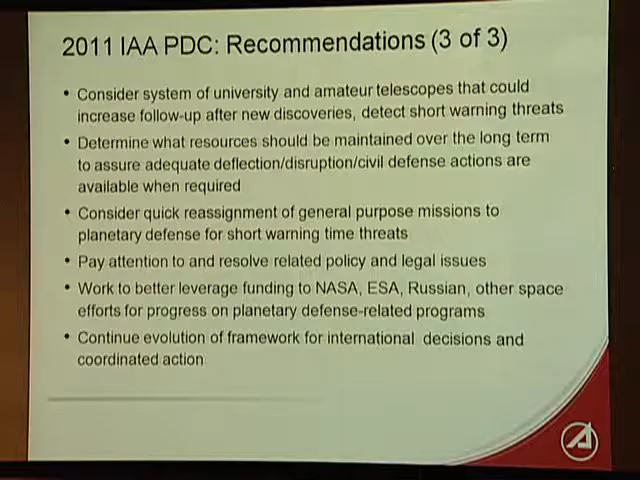 2011 IAA PDC: Recommendations (3 of 3)
• Consider system of university and amateur telescopes that could
increase follow-up after new discoveries, detect short warning threats
• Determine what resources should be maintained over the long term
to assure adequate deflection/disruption/civil defense actions are
available when required
• Consider quick reassignment of general purpose missions to
planetary defense for short warning time threats
• Pay attention to and resolve related policy and legal issues
• Work to better leverage funding to NASA, ESA, Russian, other space
efforts for progress on planetary defense-related programs
• Continue evolution of framework for international decisions and
coordinated action